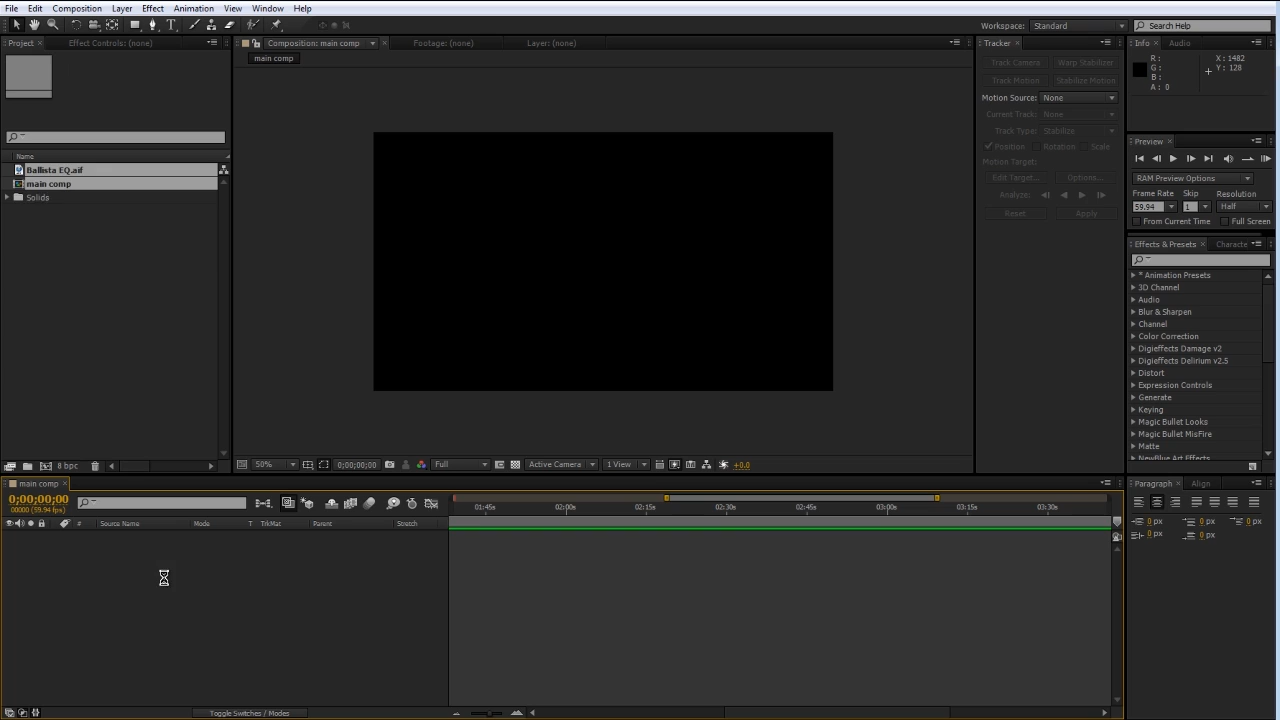 File Edit Composition Layer Effect Animation View Window Help
Workspace: Standard Search Help
Project Effect Controls: (none) Composition: main comp Footage: (none) Layer: (none) Tracker Info Audio
main comp
R: X: 1482
G: Y: 128
B:
A: 0
Track Camera Warp Stabilizer
Track Motion Stabilize Motion
Motion Source: None
Current Track: None
Track Type: Stabilize
Position Rotation Scale
Motion Target:
Edit Target... Options...
Analyze:
Reset Apply
Preview
RAM Preview Options
Frame Rate Skip Resolution
59.94 1 Half
From Current Time Full Screen
Name
Ballista EQ.aif
main comp
Solids
Effects & Presets Characte
* Animation Presets
3D Channel
Audio
Blur & Sharpen
Channel
Color Correction
Digieffects Damage v2
Digieffects Delirium v2.5
Distort
Expression Controls
Generate
Keying
Magic Bullet Looks
Magic Bullet MisFire
Matte
NewBlue Art Effects
8 bpc 50% 0;00;00;00 Full Active Camera 1 View +0.0
main comp
0;00;00;00
00000 (59.94 fps)
# Source Name Mode T TrkMat Parent Stretch
01:45s 02:00s 02:15s 02:30s 02:45s 03:00s 03:15s 03:30s
Paragraph Align
0 px 0 px 0 px
0 px 0 px
Toggle Switches / Modes